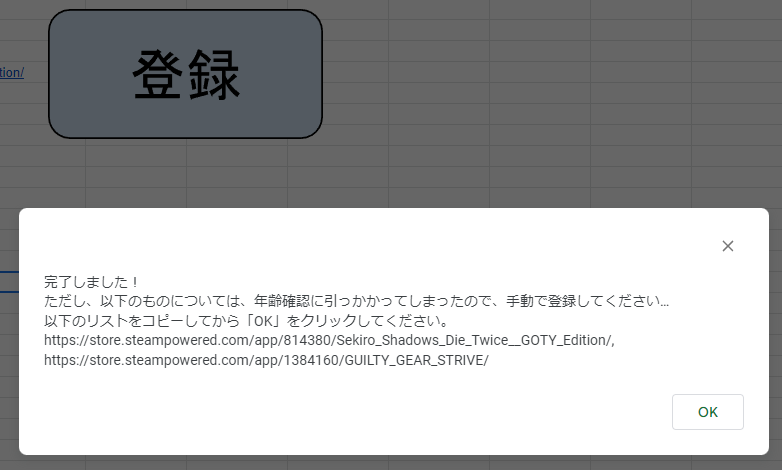 登録
tion/
完了しました！
ただし、以下のものについては、年齢確認に引っかかってしまったので、手動で登録してください...
以下のリストをコピーしてから「OK」をクリックしてください。
https://store.steampowered.com/app/814380/Sekiro_Shadows_Die_Twice__GOTY_Edition/,
https://store.steampowered.com/app/1384160/GUILTY_GEAR_STRIVE/
OK